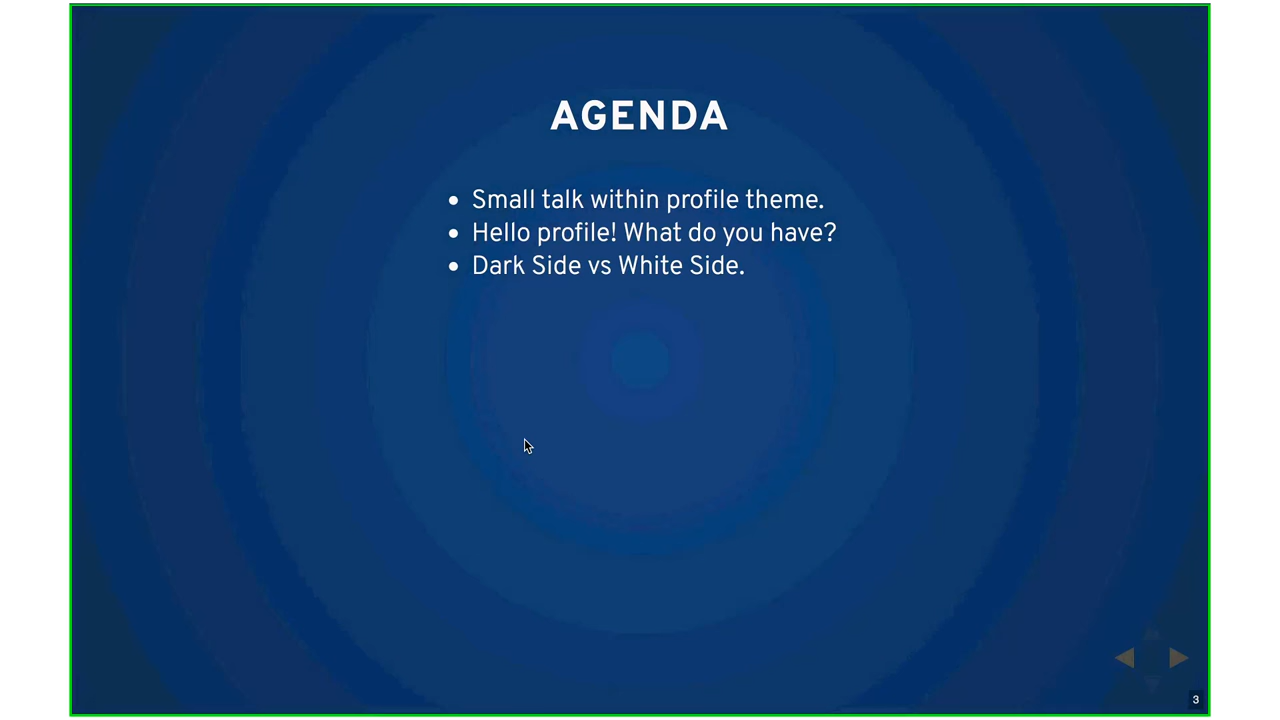 AGENDA
• Small talk within profile theme.
• Hello profile! What do you have?
• Dark Side vs White Side.
3